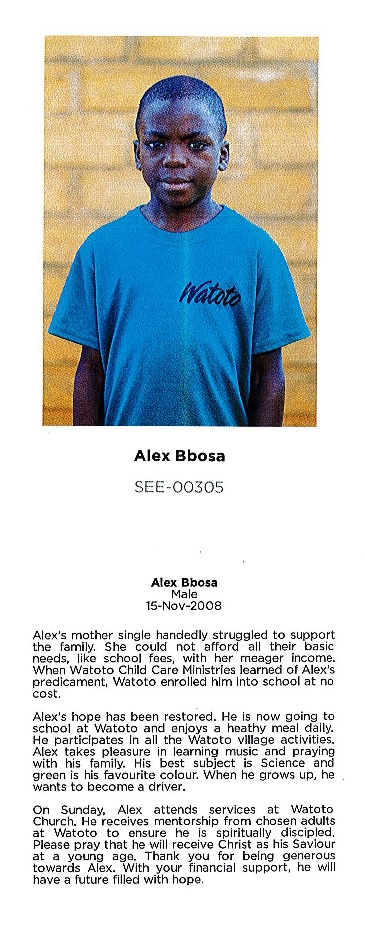 Watoto
Alex Bbosa
SEE-00305
Alex Bbosa
Male
15-Nov-2008
Alex's mother single handedly struggled to support
the family. She could not afford all their basic
needs, like school fees, with her meager income.
When Watoto Child Care Ministries learned of Alex's
predicament, Watoto enrolled him into school at no
cost.
Alex's hope has been restored. He is now going to
school at Watoto and enjoys a heathy meal daily.
He participates in all the Watoto village activities.
Alex takes pleasure in learning music and praying
with his family. His best subject is Science and
green is his favourite colour. When he grows up, he
wants to become a driver.
On Sunday, Alex attends services at Watoto
Church. He receives mentorship from chosen adults
at Watoto to ensure he is spiritually discipled.
Please pray that he will receive Christ as his Saviour
at a young age. Thank you for being generous
towards Alex. With your financial support, he will
have a future filled with hope.